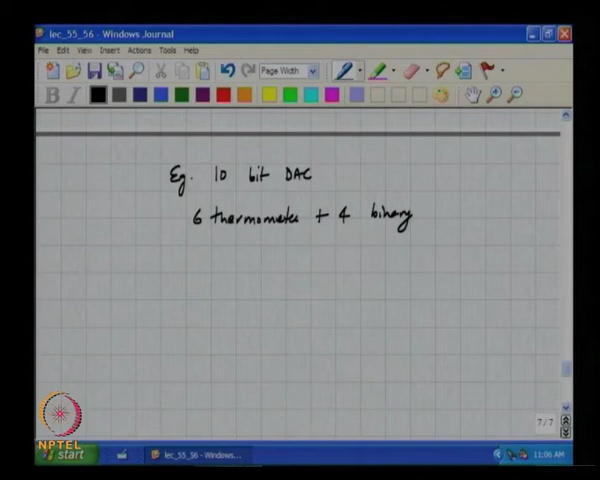 lec_55_56 - Windows Journal
File Edit View Insert Actions Tools Help
Page Width
B I
Eg. 10 bit DAC
6 thermometer + 4 binary
7/7
NPTEL
start
lec_55_56 - Windows...
11:06 AM